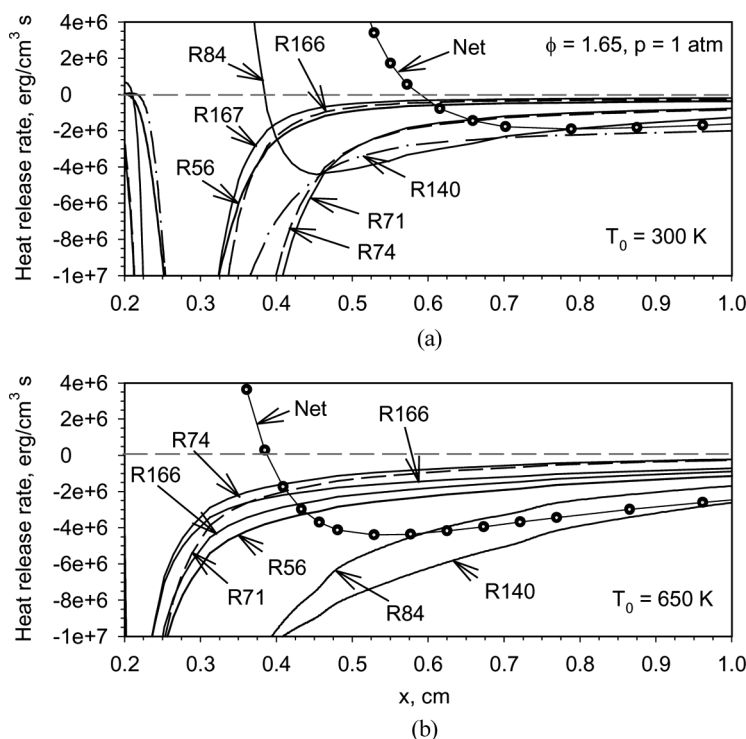 4e+6
2e+6
0
-2e+6
-4e+6
-6e+6
-8e+6
-1e+7
Heat release rate, erg/cm³ s
R84
R166
Net
ϕ = 1.65, p = 1 atm
R167
R56
R140
R71
R74
T₀ = 300 K
0.2 0.3 0.4 0.5 0.6 0.7 0.8 0.9 1.0
(a)
4e+6
2e+6
0
-2e+6
-4e+6
-6e+6
-8e+6
-1e+7
Heat release rate, erg/cm³ s
Net
R166
R74
R166
R56
R71
R84
R140
T₀ = 650 K
0.2 0.3 0.4 0.5 0.6 0.7 0.8 0.9 1.0
x, cm
(b)